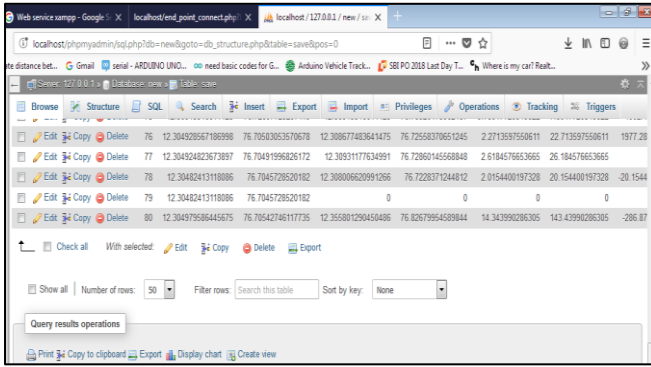 Web service xampp - Google S X localhost/end_point_connect.php? X localhost / 127.0.0.1 / new / sa X +
localhost/phpmyadmin/sql.php?db=new&goto=db_structure.php&table=save&pos=0
te distance bet... Gmail serial - ARDUINO UNO... no need basic codes for G... Arduino Vehicle Track... SBI PO 2018 Last Day T... Where is my car? Realt...
Server: 127.0.0.1 » Database: new » Table: save
Browse Structure SQL Search Insert Export Import Privileges Operations Tracking Triggers
Edit Copy Delete 76 12.304928567186998 76.70503053570678 12.308677483641475 76.72558370651245 2.2713597550611 22.713597550611 1977.28
Edit Copy Delete 77 12.304924823673897 76.70491996826172 12.30931177634991 76.72860145568848 2.6184576653665 26.184576653665
Edit Copy Delete 78 12.30482413118086 76.7045728520182 12.308006620991266 76.7228371244812 2.0154400197328 20.154400197328 -20.1544
Edit Copy Delete 79 12.30482413118086 76.7045728520182 0 0 0 0
Edit Copy Delete 80 12.304979586445675 76.70542746117735 12.355801290450486 76.82679954589844 14.343990286305 143.43990286305 -286.87
Check all With selected: Edit Copy Delete Export
Show all Number of rows: 50 Filter rows: Search this table Sort by key: None
Query results operations
Print Copy to clipboard Export Display chart Create view